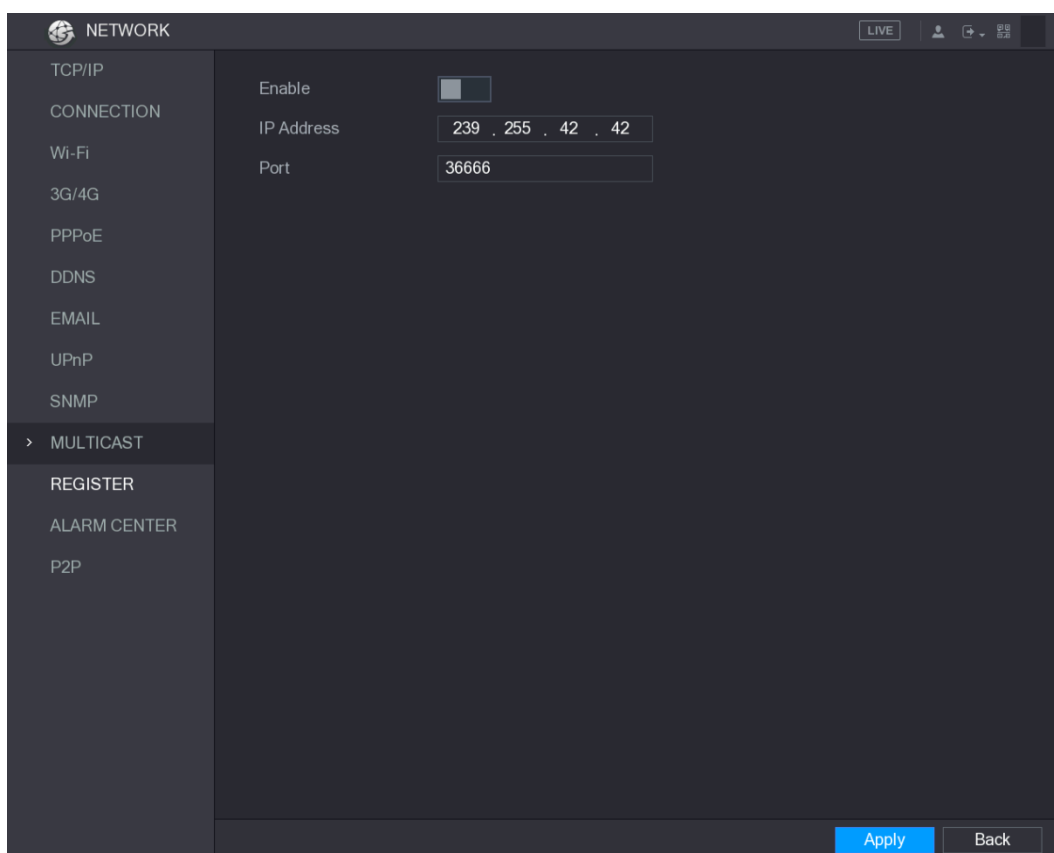 NETWORK
LIVE
TCP/IP
CONNECTION
Wi-Fi
3G/4G
PPPoE
DDNS
EMAIL
UPnP
SNMP
MULTICAST
REGISTER
ALARM CENTER
P2P
Enable
IP Address 239 . 255 . 42 . 42
Port 36666
Apply Back